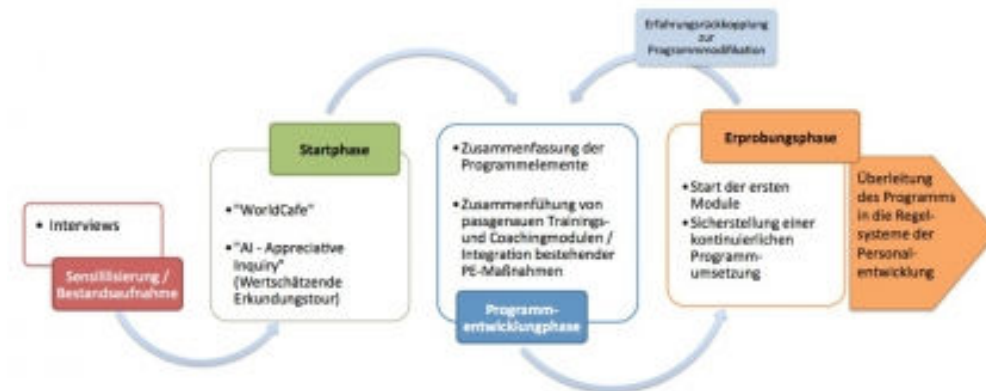 Erfahrungsrückkopplung
zur
Programmmodifikation
• Interviews
Sensiblisierung /
Bestandsaufnahme
Startphase
• "WorldCafe"
• "AI - Appreciative
Inquiry"
(Wertschätzende
Erkundungstour)
• Zusammenfassung der
Programmelemente
• Zusammenfühung von
passgenauen Trainings-
und Coachingmodulen /
Integration bestehender
PE-Maßnahmen
Programm-
entwicklungphase
Erprobungsphase
• Start der ersten
Module
• Sicherstellung einer
kontinuierlichen
Programm-
umsetzung
Überleitung
des Programms
in die Regel-
systeme der
Personal-
entwicklung